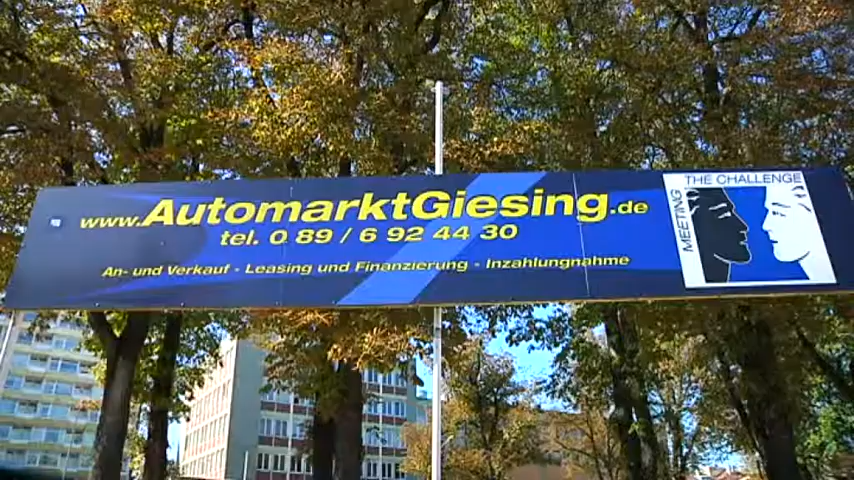 www.AutomarktGiesing.de
tel. 0 89 / 6 92 44 30
An- und Verkauf - Leasing und Finanzierung - Inzahlungnahme
THE CHALLENGE
MEETING